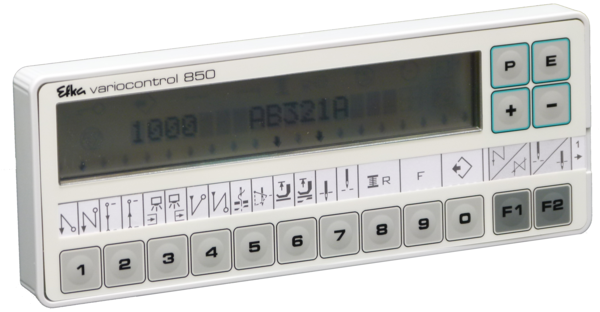 Efka variocontrol 850
P E
1000 AB321A
+ -
R F 1
1 2 3 4 5 6 7 8 9 0 F1 F2